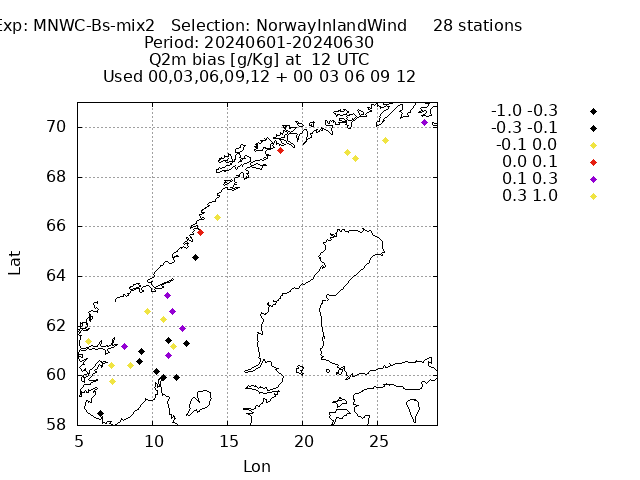 Exp: MNWC-Bs-mix2 Selection: NorwayInlandWind 28 stations
Period: 20240601-20240630
Q2m bias [g/Kg] at 12 UTC
Used 00,03,06,09,12 + 00 03 06 09 12
-1.0 -0.3
-0.3 -0.1
-0.1 0.0
0.0 0.1
0.1 0.3
0.3 1.0
70
68
66
64
62
60
58
Lat
5 10 15 20 25
Lon